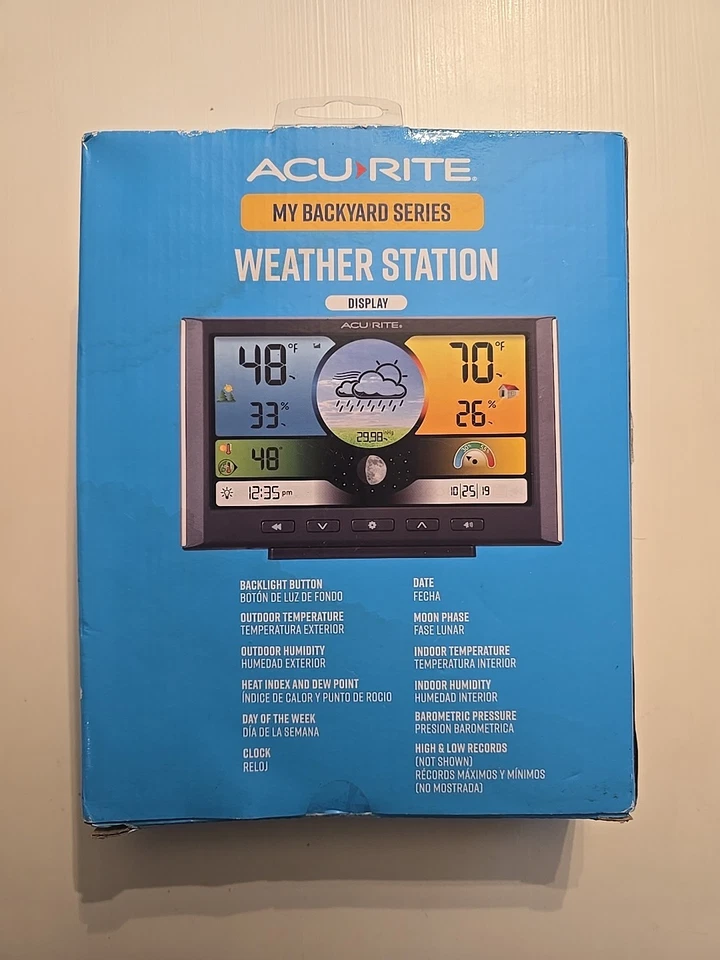 ACU RITE®
MY BACKYARD SERIES
WEATHER STATION
DISPLAY
ACU RITE®
48°F
70°F
33%
26%
29.98
48°
12:35 pm
10|25|19
BACKLIGHT BUTTON
BOTÓN DE LUZ DE FONDO
OUTDOOR TEMPERATURE
TEMPERATURA EXTERIOR
OUTDOOR HUMIDITY
HUMEDAD EXTERIOR
HEAT INDEX AND DEW POINT
ÍNDICE DE CALOR Y PUNTO DE ROCIO
DAY OF THE WEEK
DÍA DE LA SEMANA
CLOCK
RELOJ
DATE
FECHA
MOON PHASE
FASE LUNAR
INDOOR TEMPERATURE
TEMPERATURA INTERIOR
INDOOR HUMIDITY
HUMEDAD INTERIOR
BAROMETRIC PRESSURE
PRESION BAROMETRICA
HIGH & LOW RECORDS
(NOT SHOWN)
RÉCORDS MÁXIMOS Y MÍNIMOS
(NO MOSTRADA)